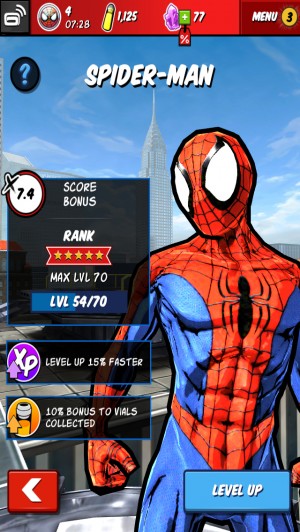 4
07:28
1,125
77
%
MENU 3
?
SPIDER-MAN
X7.4
SCORE
BONUS
RANK
MAX LVL 70
LVL 54/70
XP
LEVEL UP 15% FASTER
10% BONUS TO VIALS
COLLECTED
LEVEL UP